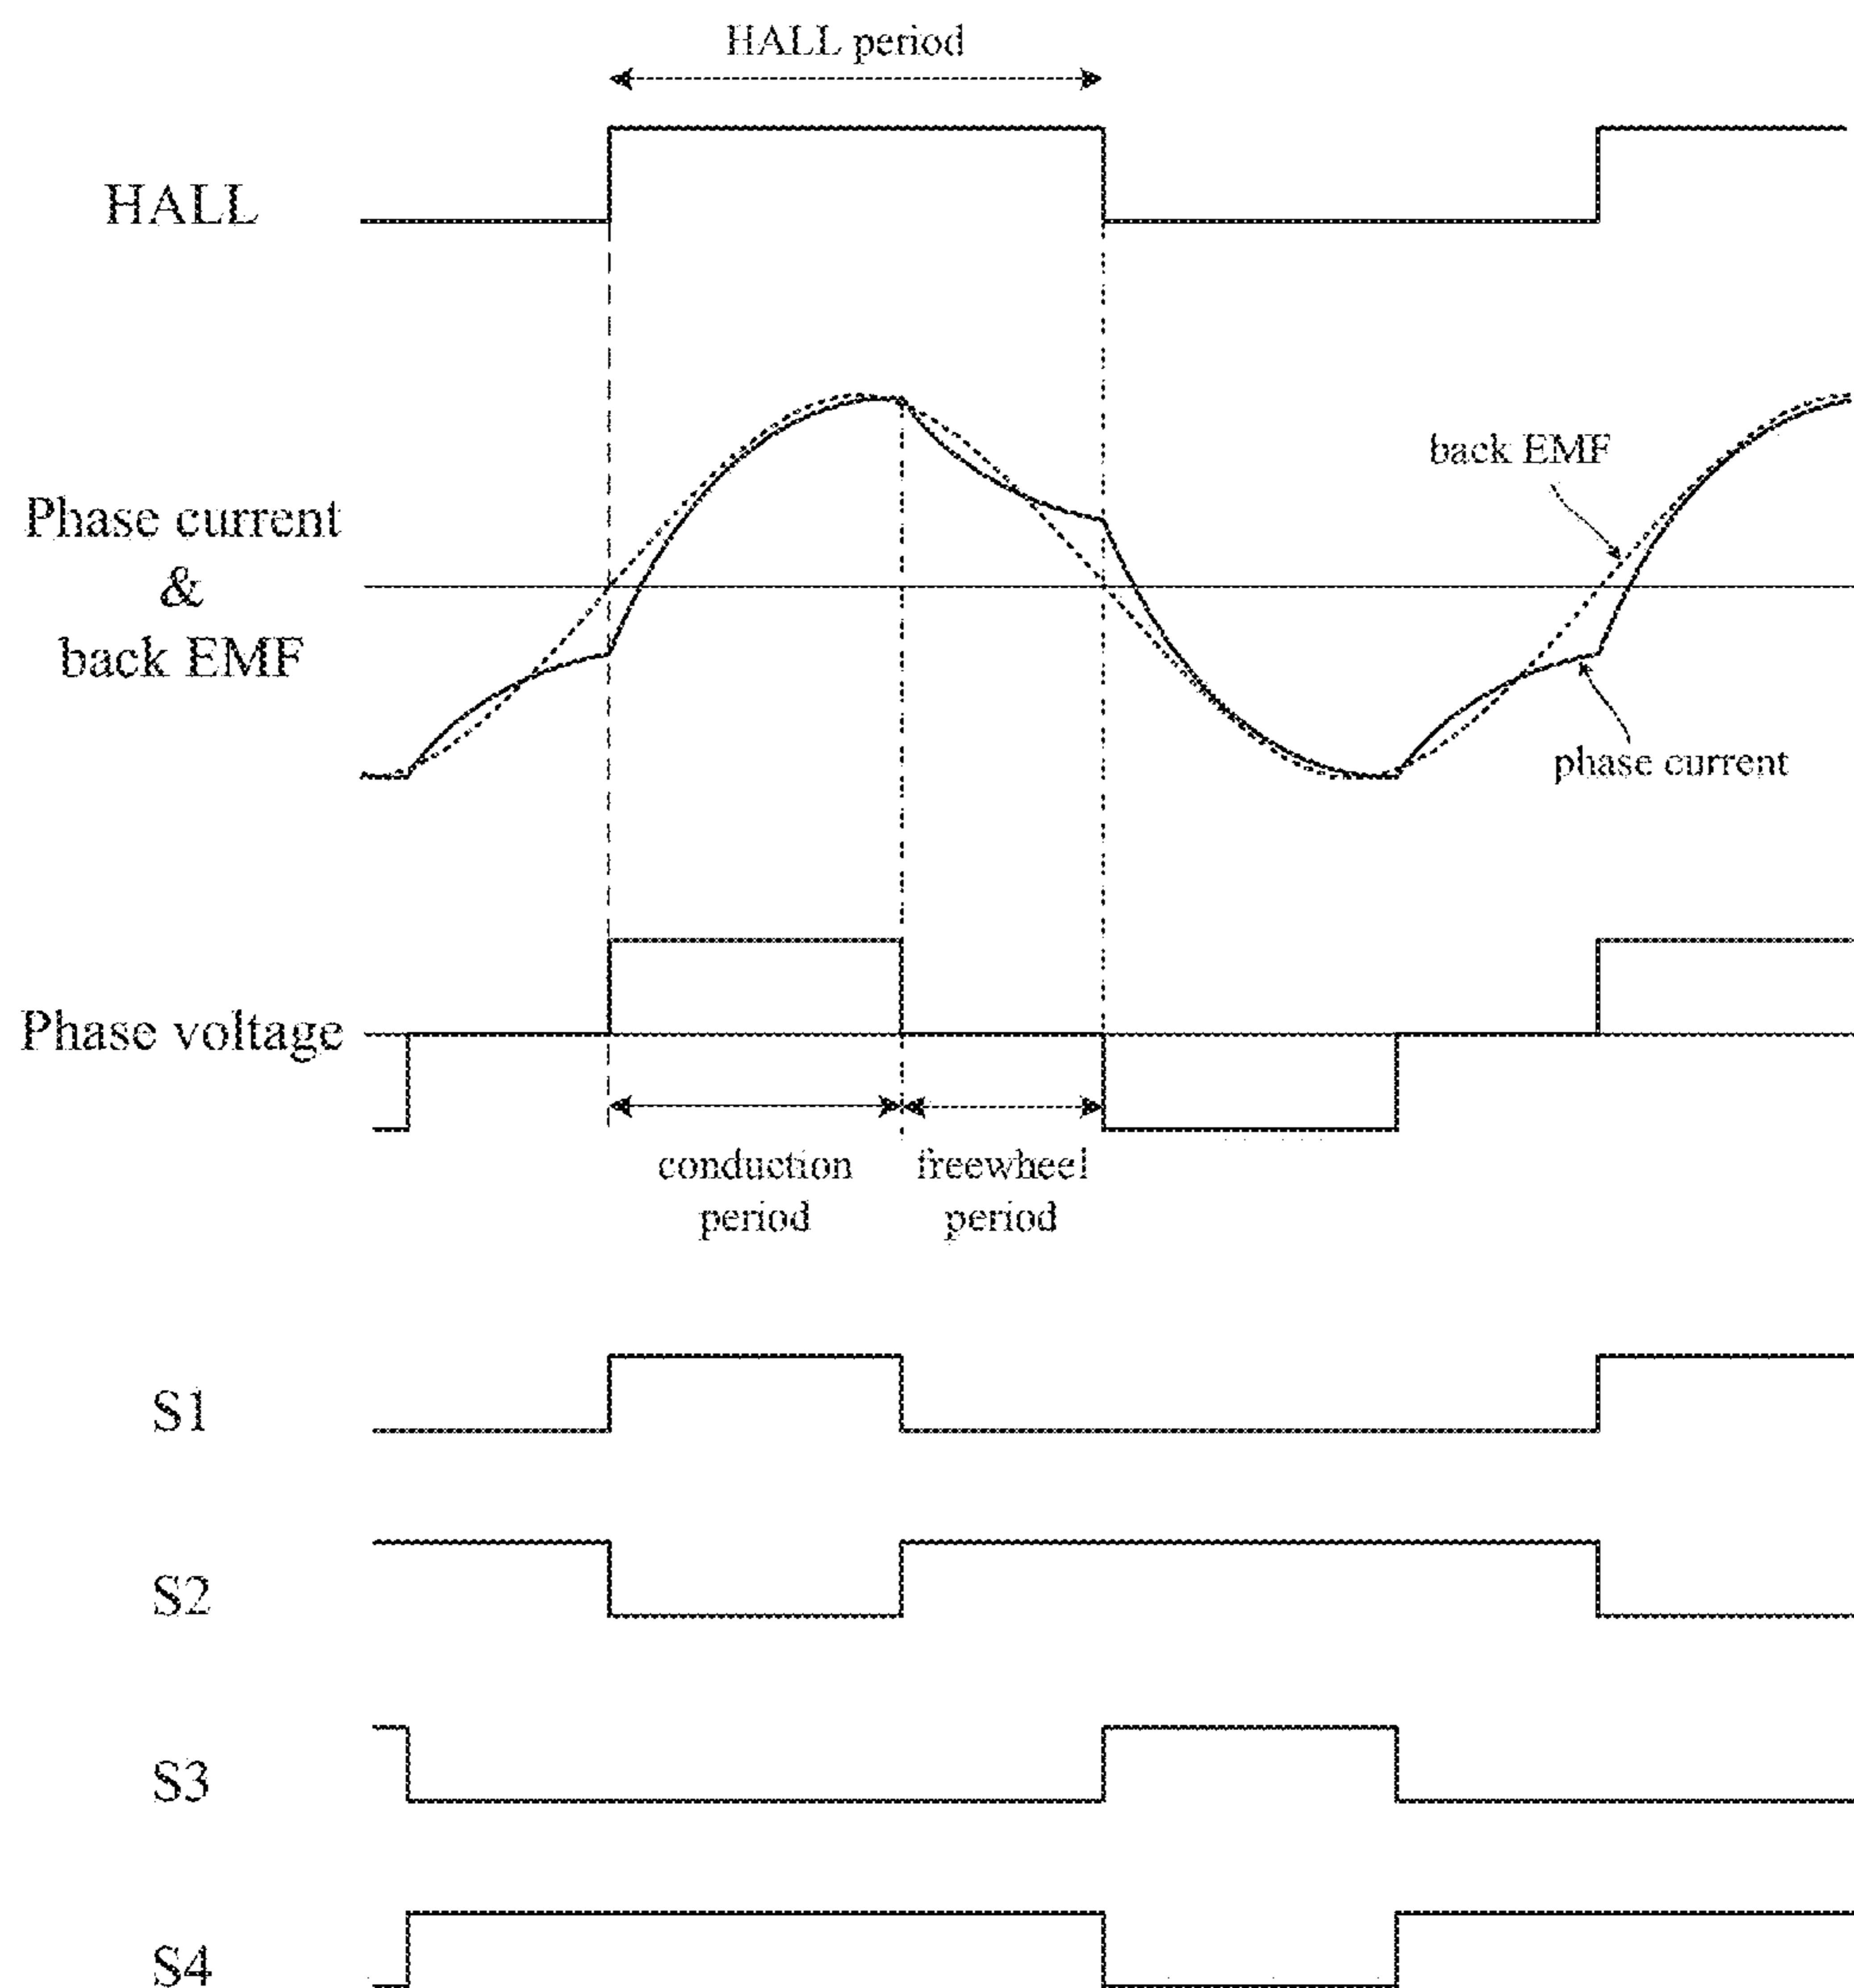 HALL period
HALL
back EMF
Phase current
&
back EMF
phase current
Phase voltage
conduction
period
freewheel
period
S1
S2
S3
S4